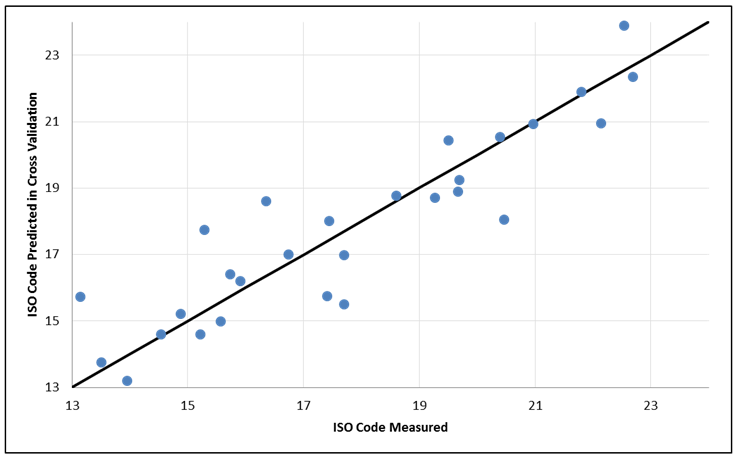 ISO Code Predicted in Cross Validation
23
21
19
17
15
13
13 15 17 19 21 23
ISO Code Measured